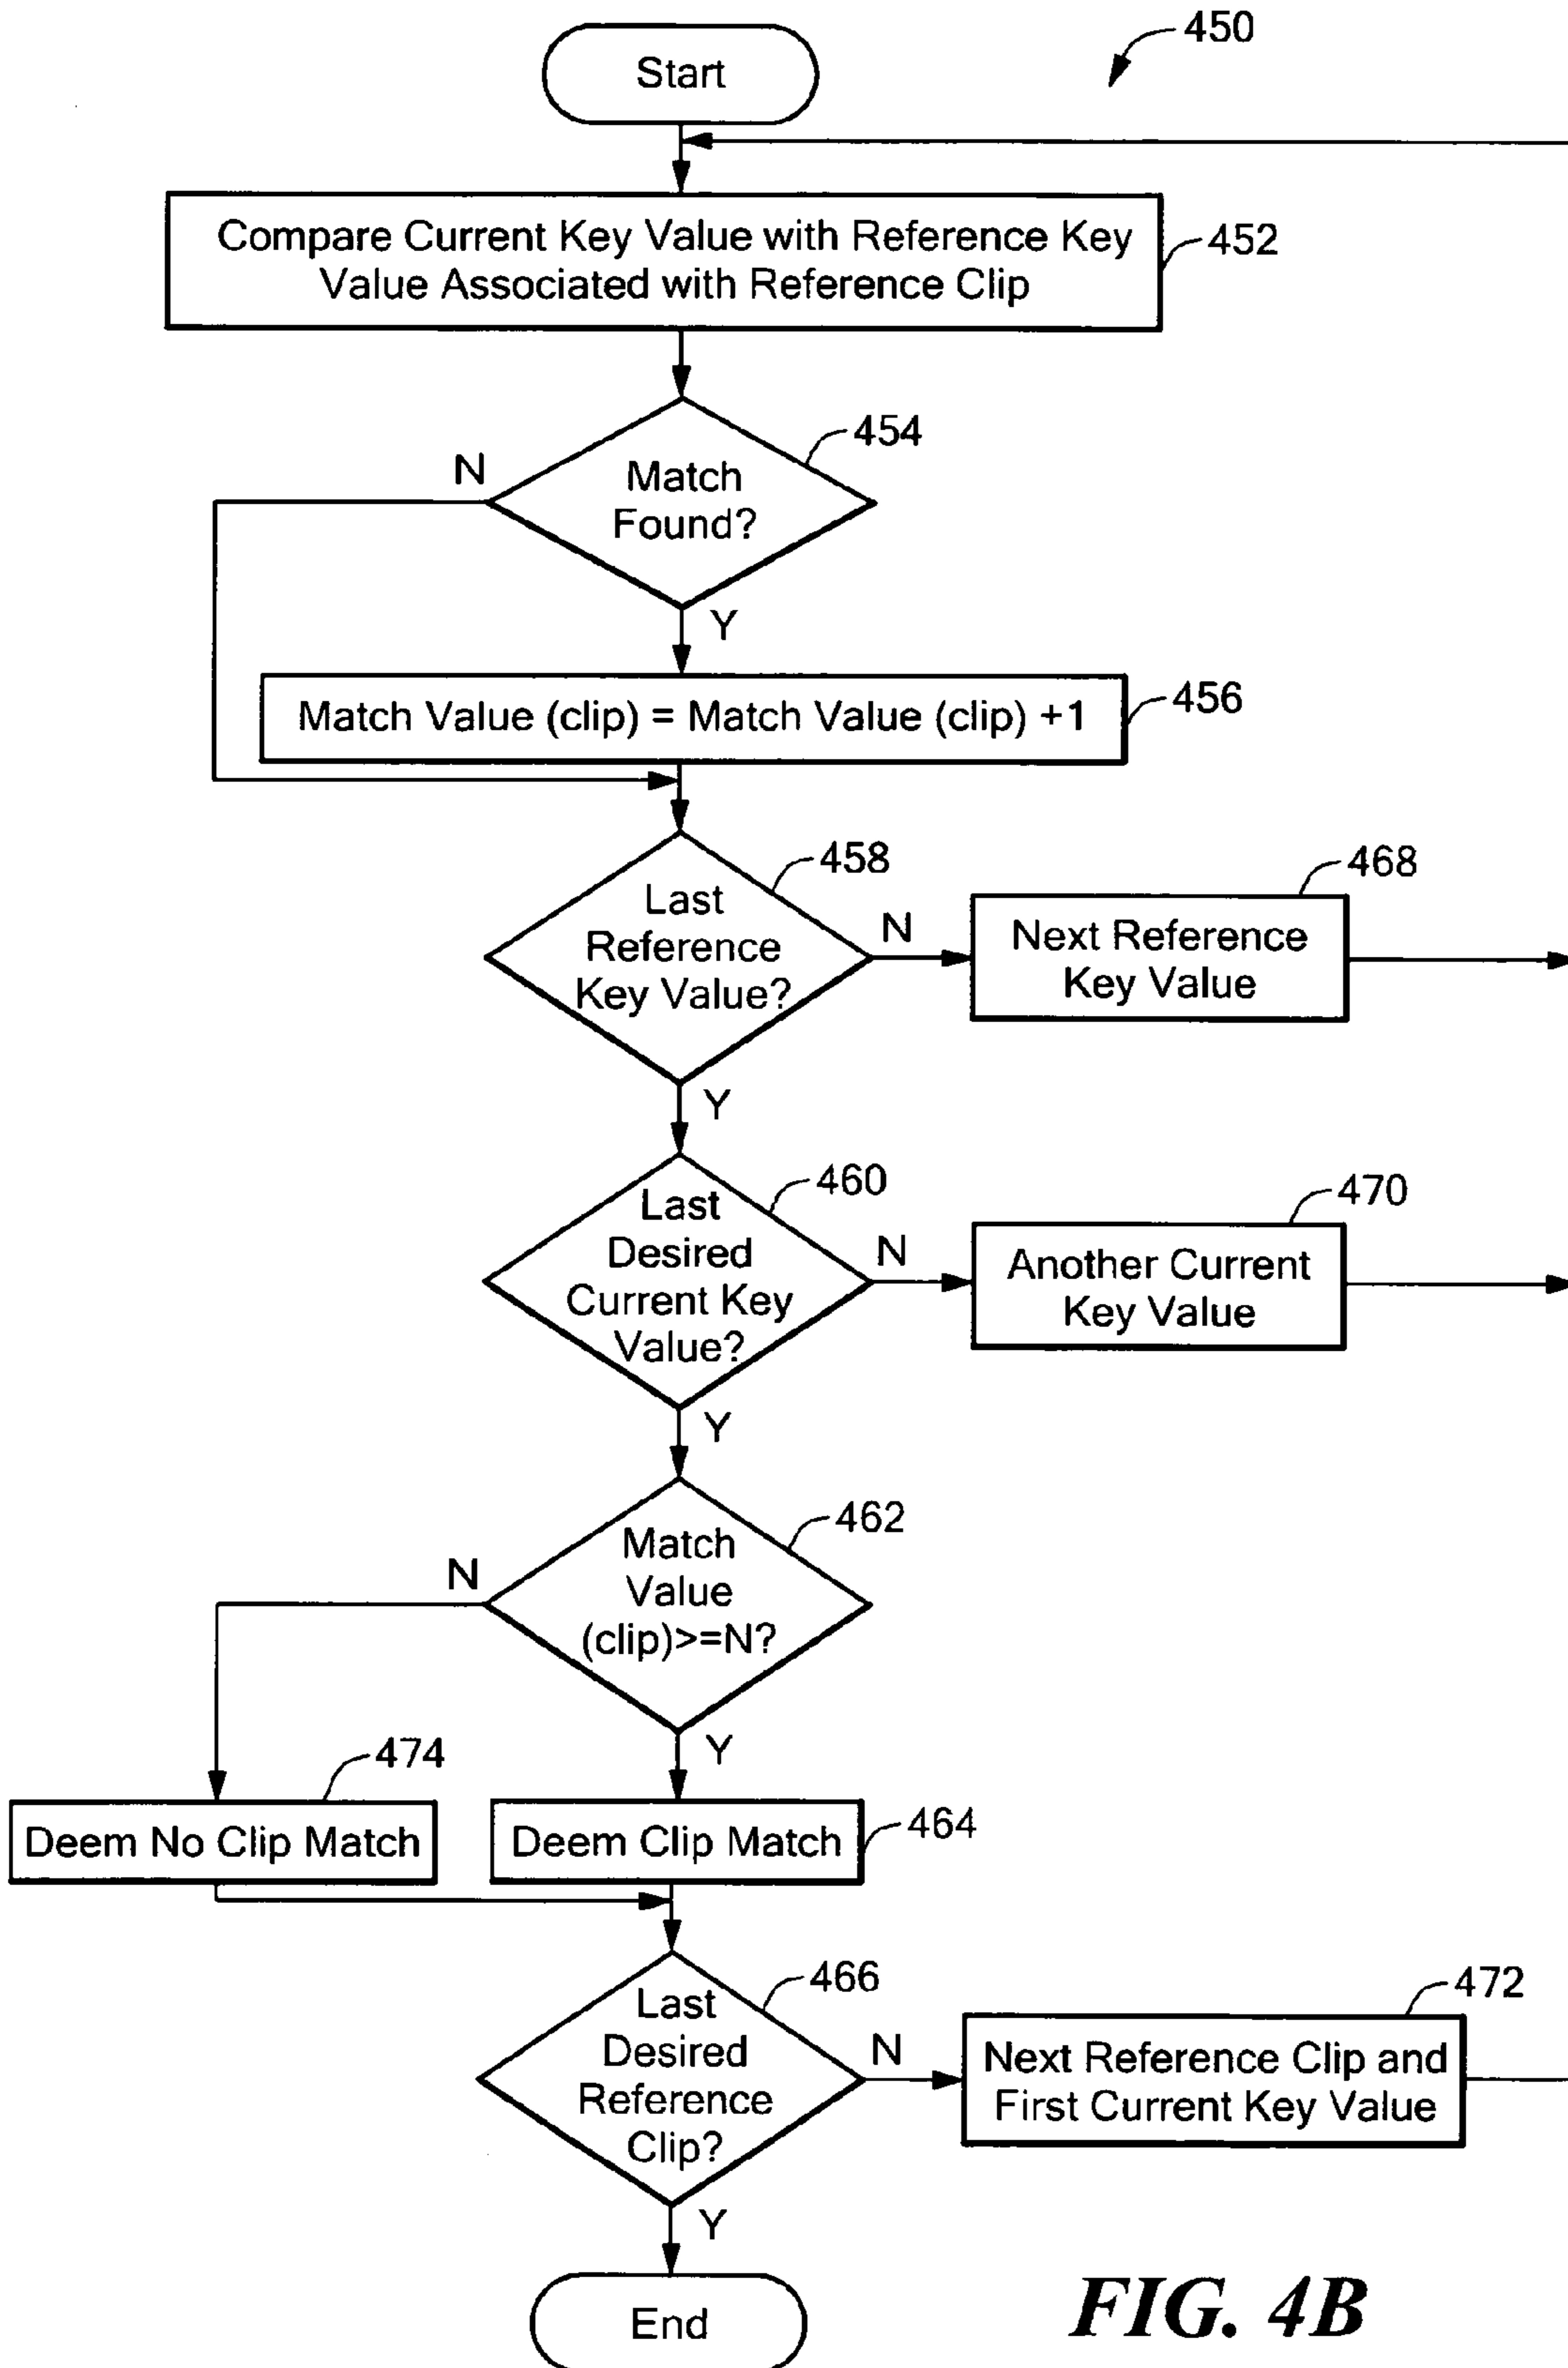 450
Start
Compare Current Key Value with Reference Key
Value Associated with Reference Clip
452
454
N
Match
Found?
Y
Match Value (clip) = Match Value (clip) +1
456
458
468
Last
Reference
Key Value?
N
Next Reference
Key Value
Y
460
470
Last
Desired
Current Key
Value?
N
Another Current
Key Value
Y
462
N
Match
Value
(clip)>=N?
Y
474
Deem No Clip Match
Deem Clip Match
464
466
472
Last
Desired
Reference
Clip?
N
Next Reference Clip and
First Current Key Value
Y
End
FIG. 4B